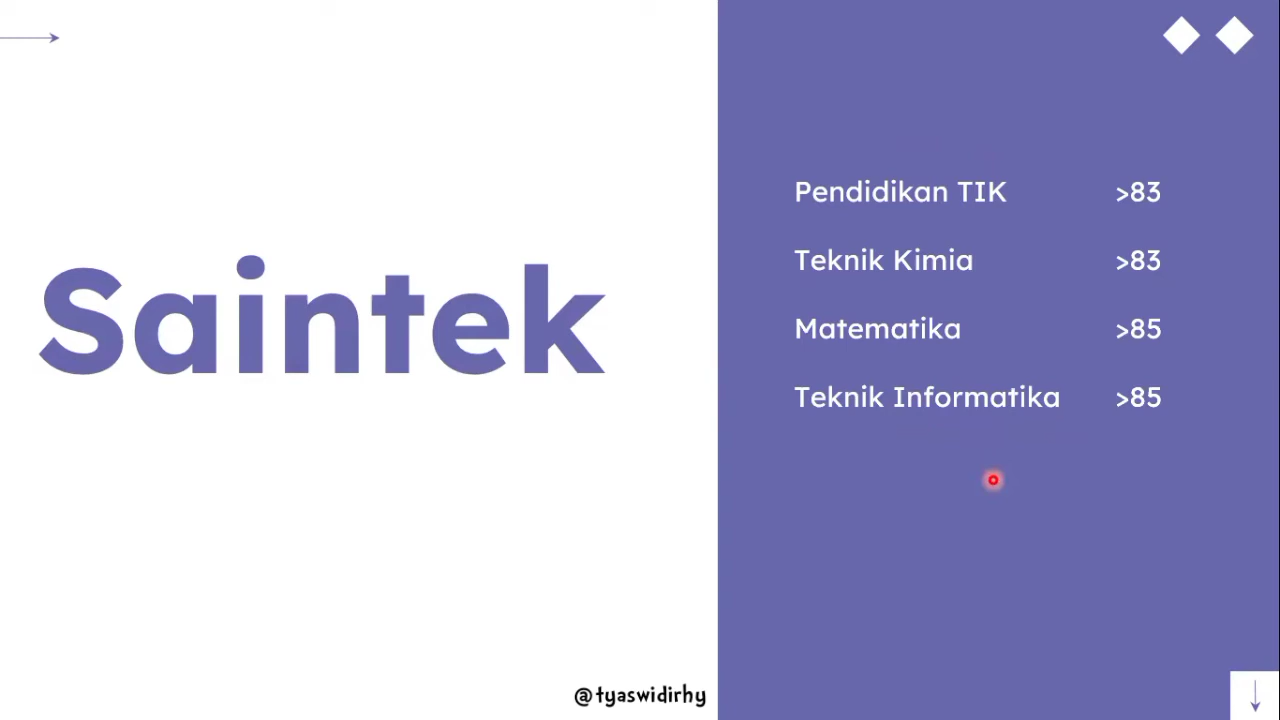 Saintek
Pendidikan TIK >83
Teknik Kimia >83
Matematika >85
Teknik Informatika >85
@tyaswidirhy